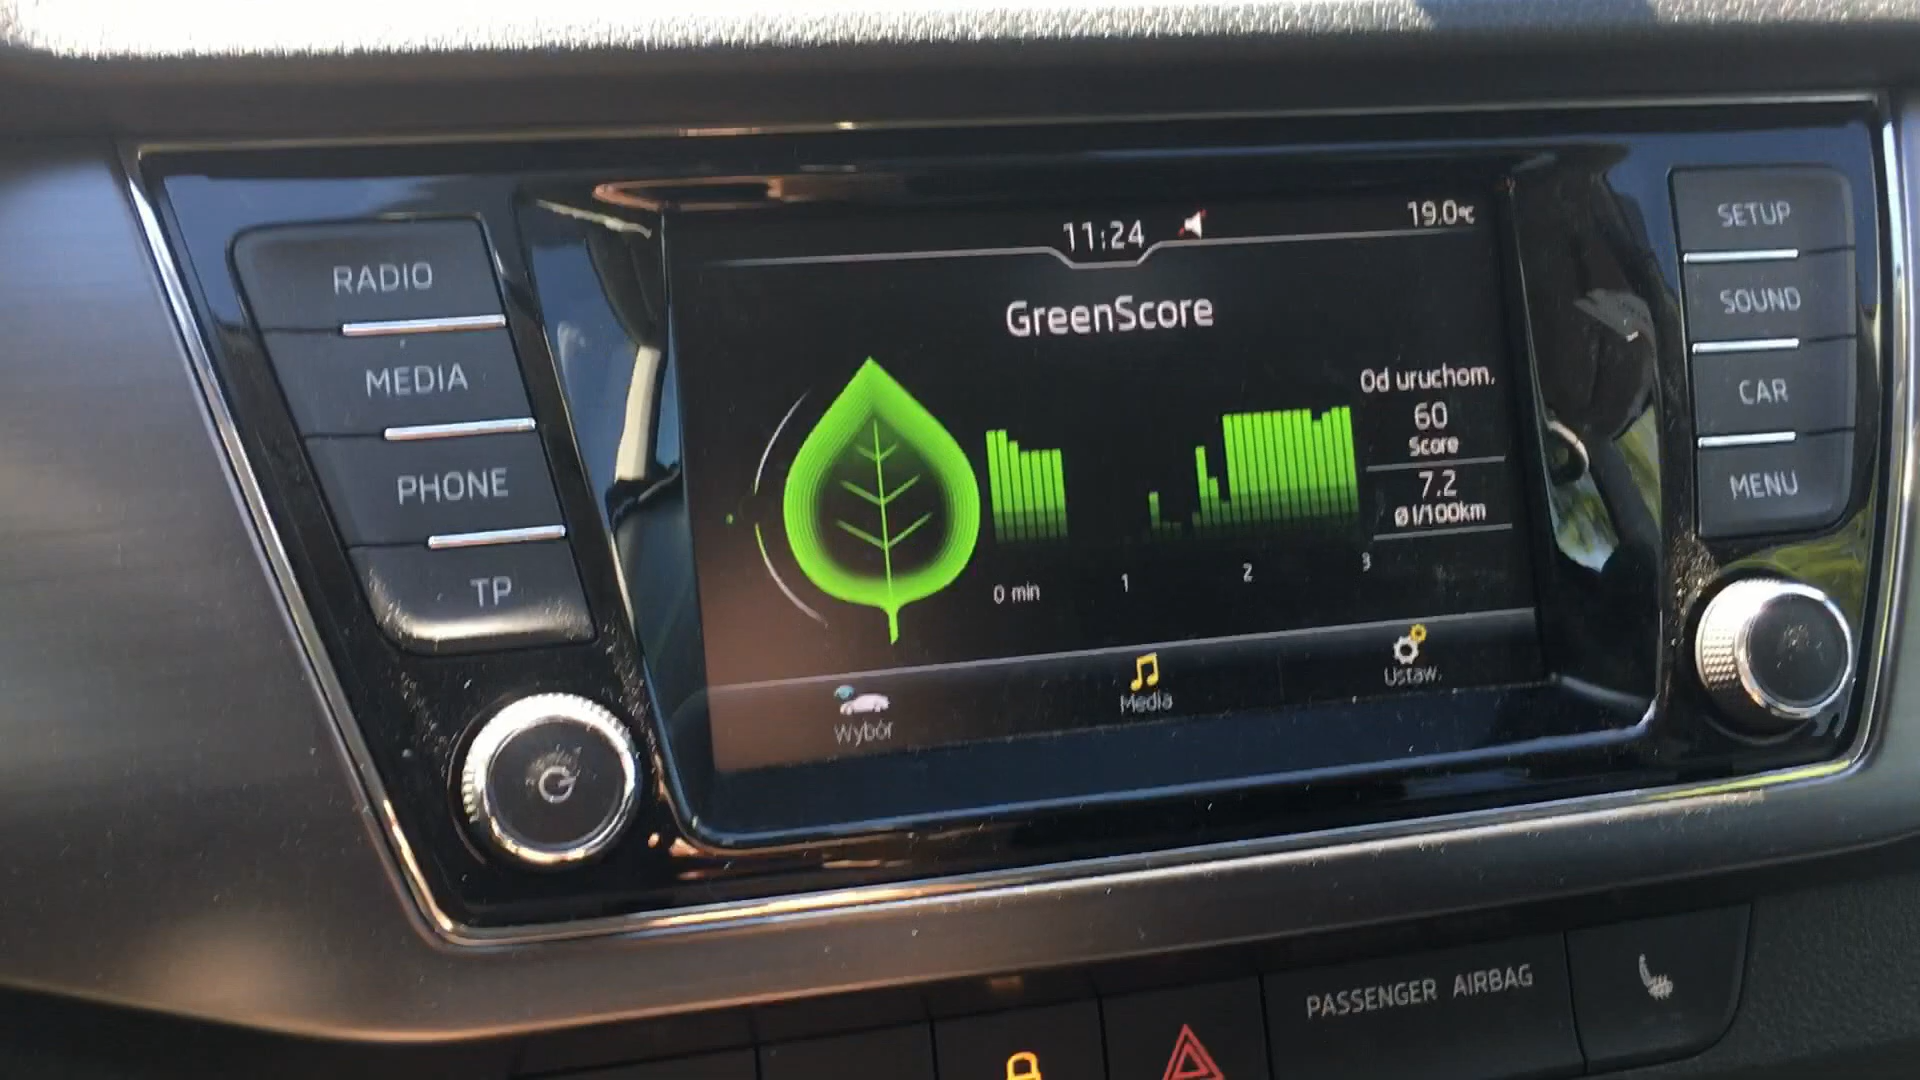 RADIO
MEDIA
PHONE
TP
11:24
19.0°C
GreenScore
Od uruchom.
60
Score
7.2
Ø l/100km
0 min
1
2
3
Wybór
Media
Ustaw.
SETUP
SOUND
CAR
MENU
PASSENGER AIRBAG